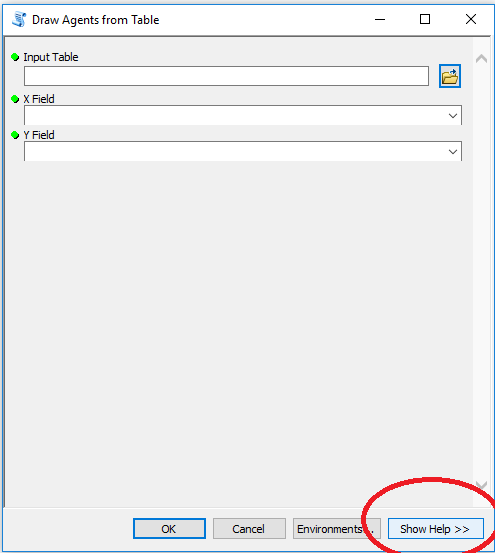 Draw Agents from Table
Input Table
X Field
Y Field
OK
Cancel
Environments...
Show Help >>